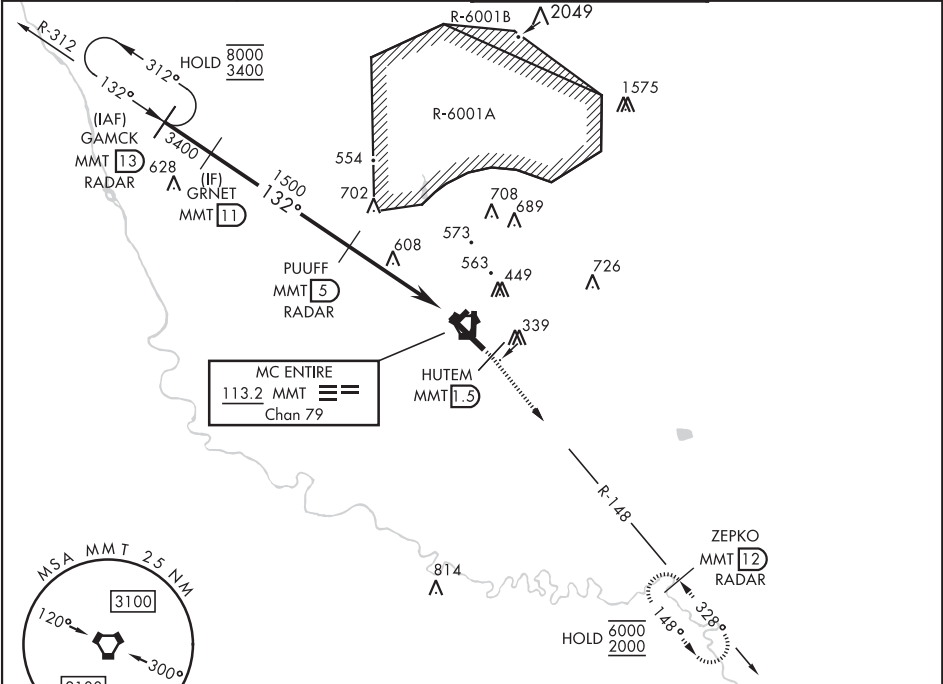 R-6001B
2049
R-312
312°
HOLD 8000
3400
132°
1575
R-6001A
(IAF)
GAMCK
MMT 13
RADAR
3400
628
(IF)
GRNET
MMT 11
1500
132°
554
702
708
689
573
608
563
449
726
PUUFF
MMT 5
RADAR
339
MC ENTIRE
113.2 MMT
Chan 79
HUTEM
MMT 1.5
R-148
ZEPKO
MMT 12
RADAR
814
328°
148°
HOLD 6000
2000
MSA MMT 25 NM
3100
120°
300°